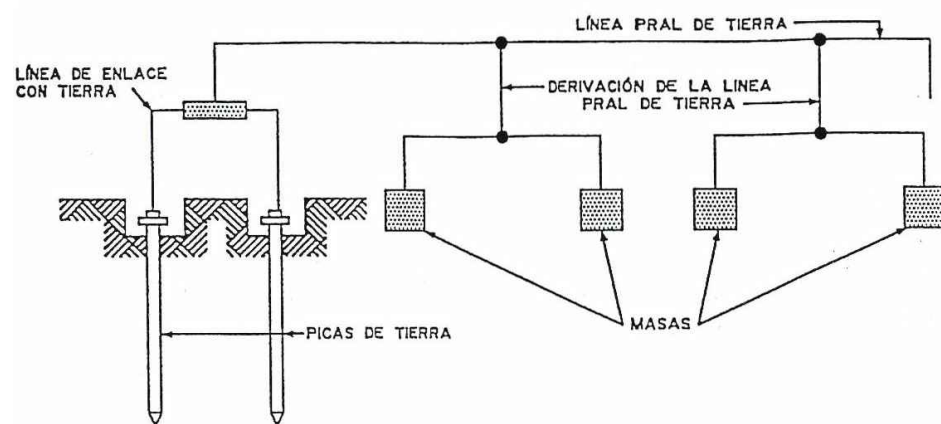 LÍNEA PRAL DE TIERRA
LÍNEA DE ENLACE
CON TIERRA
DERIVACIÓN DE LA LINEA
PRAL DE TIERRA
PICAS DE TIERRA
MASAS